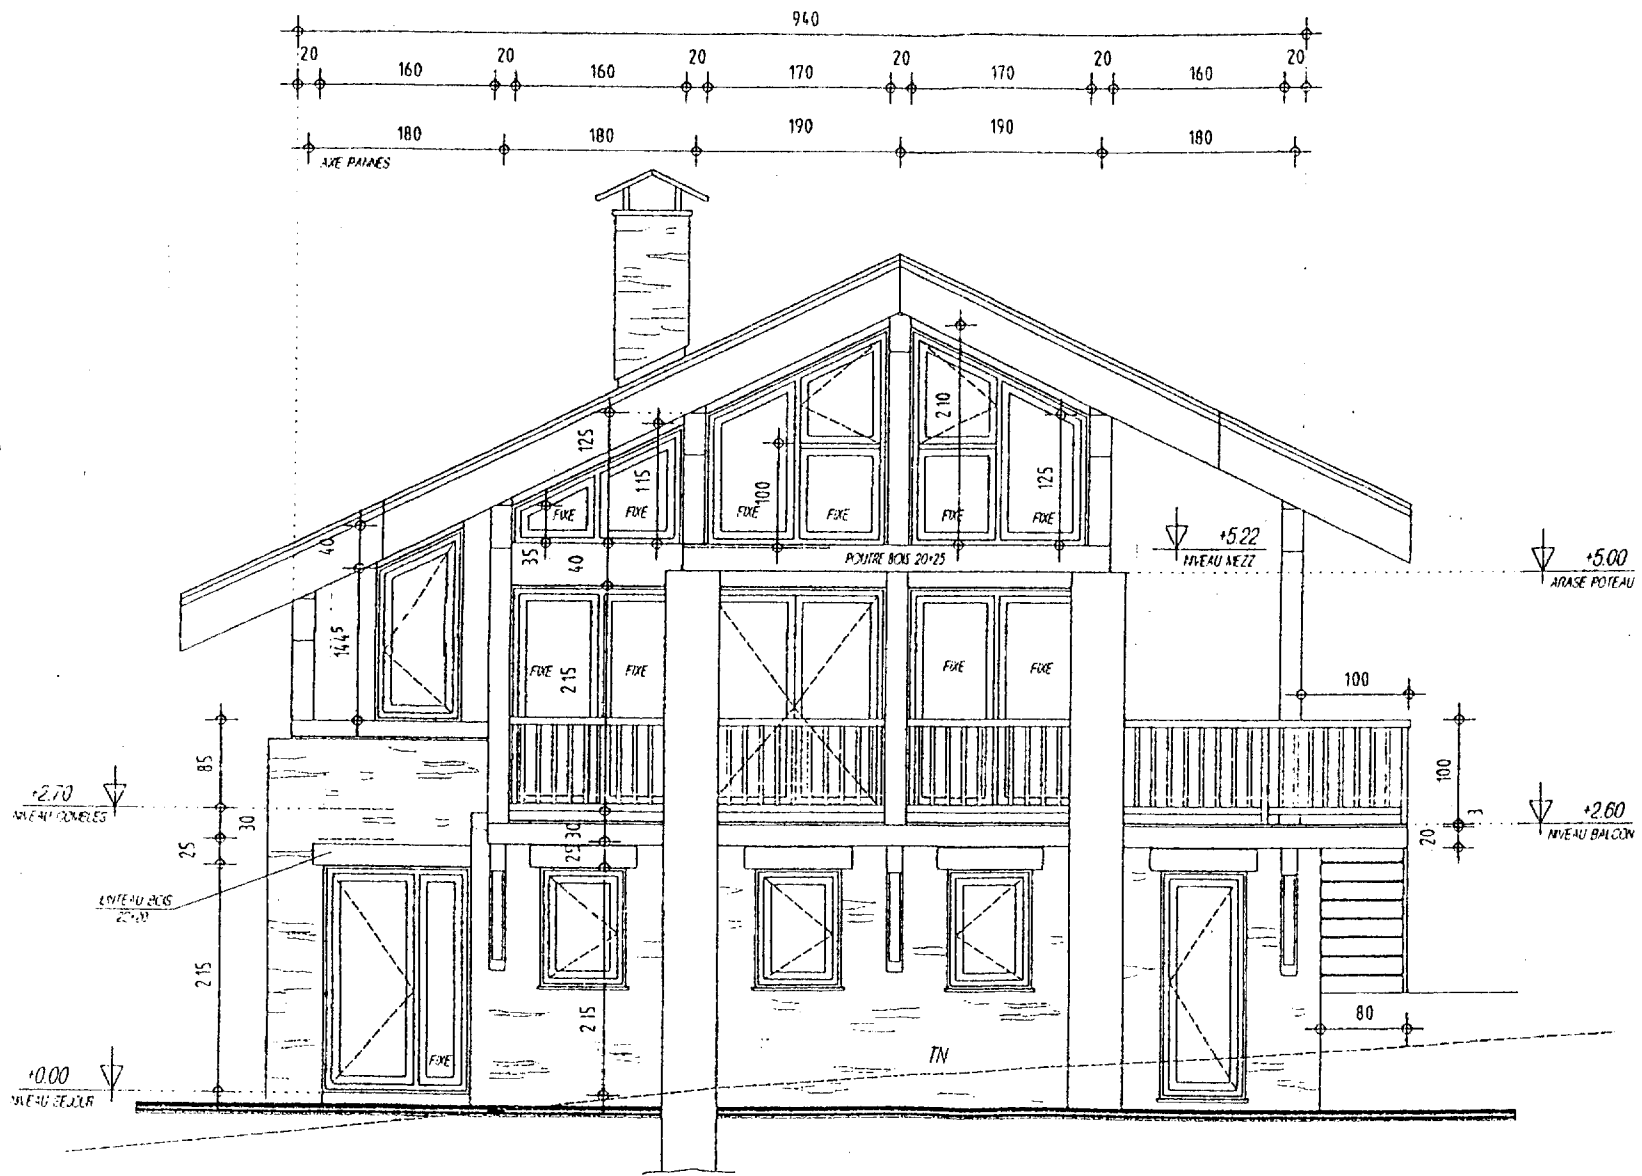 940
20 160 20 160 20 170 20 170 20 160 20
180 180 190 190 180
AXE PANNES
125
210
115
100
125
FIXE FIXE FIXE FIXE FIXE FIXE
40
35
40
POUTRE BOIS 20*25
+5.22
NIVEAU MEZZ
+5.00
ARASE POTEAU
144.5
FIXE 215 FIXE
FIXE FIXE
100
85
100
+2.70
NIVEAU COMBLES
30
3
+2.60
NIVEAU BALCON
20
25
30
25
LINTEAU BOIS
215
215
80
FIXE
TN
+0.00
NIVEAU SEJOUR